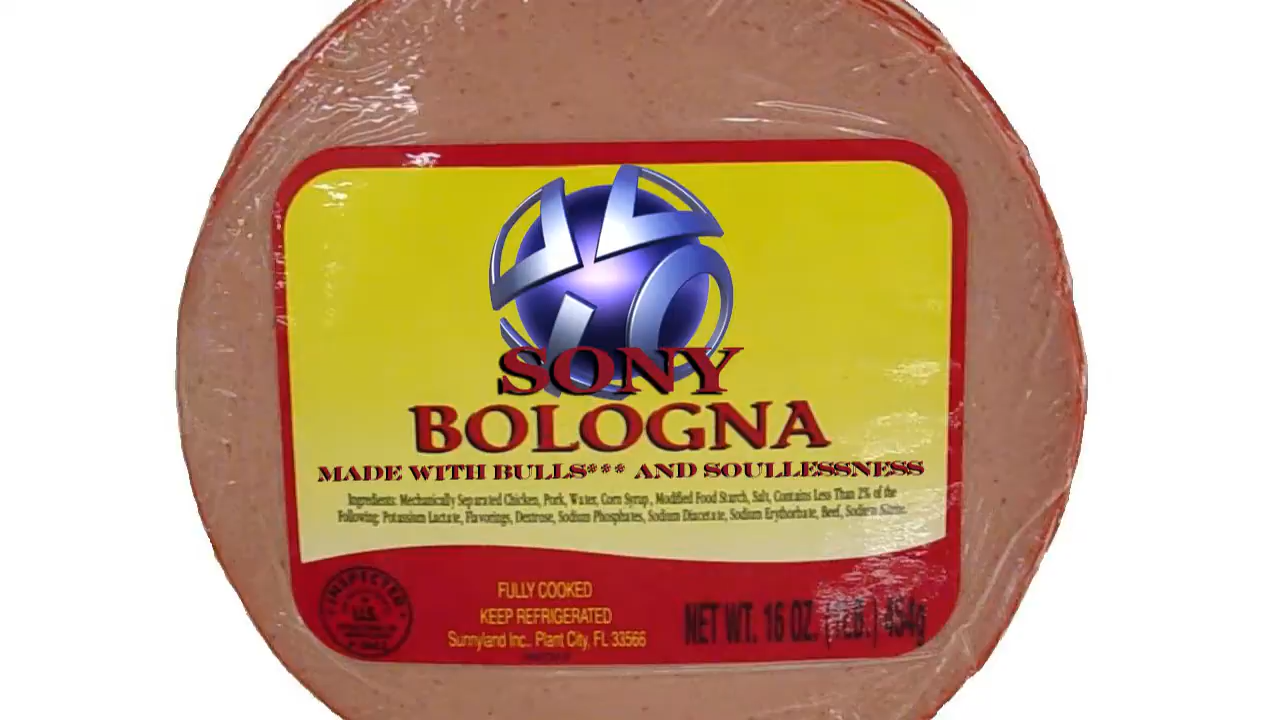 SONY
BOLOGNA
MADE WITH BULLS*** AND SOULLESSNESS
Ingredients: Mechanically Separated Chicken, Pork, Water, Corn Syrup, Modified Food Starch, Salt, Contains Less Than 2% of the
Following: Potassium Lactate, Flavorings, Dextrose, Sodium Phosphates, Sodium Diacetate, Sodium Erythorbate, Beef, Sodium Nitrite.
INSPECTED
U.S.
FULLY COOKED
KEEP REFRIGERATED
Sunnyland Inc., Plant City, FL 33566
NET WT. 16 OZ. (1LB.) 454g